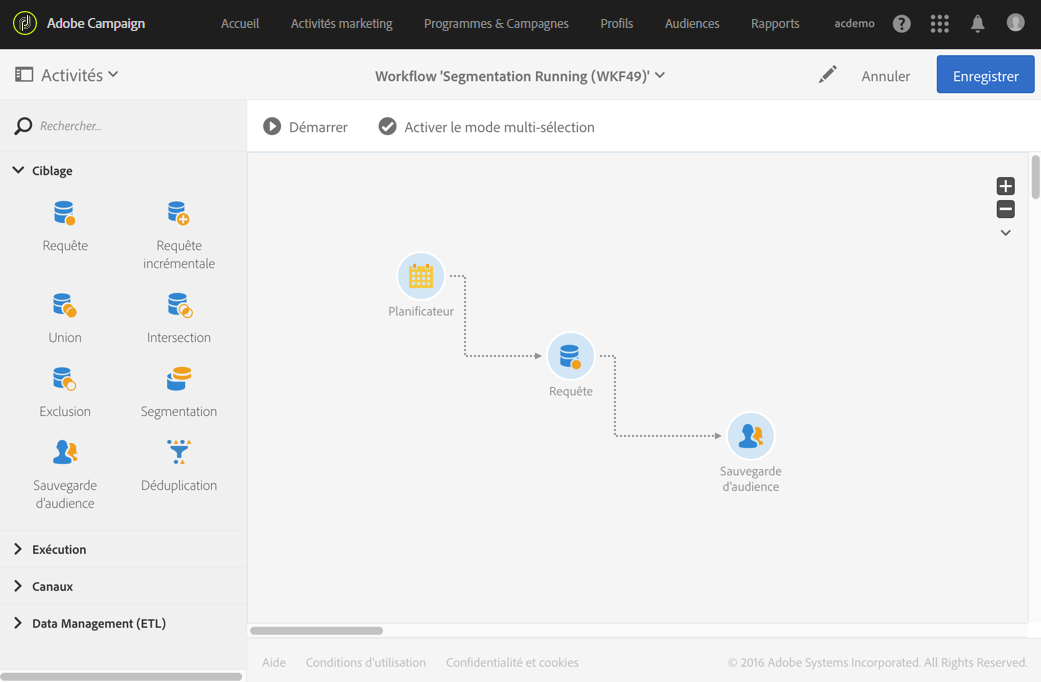 Adobe Campaign
Accueil
Activités marketing
Programmes & Campagnes
Profils
Audiences
Rapports
acdemo
?
Activités
Workflow 'Segmentation Running (WKF49)'
Annuler
Enregistrer
Rechercher...
Démarrer
Activer le mode multi-sélection
Ciblage
Requête
Requête
incrémentale
Union
Intersection
Exclusion
Segmentation
Sauvegarde
d'audience
Déduplication
Exécution
Canaux
Data Management (ETL)
Planificateur
Requête
Sauvegarde
d'audience
Aide
Conditions d'utilisation
Confidentialité et cookies
© 2016 Adobe Systems Incorporated. All Rights Reserved.